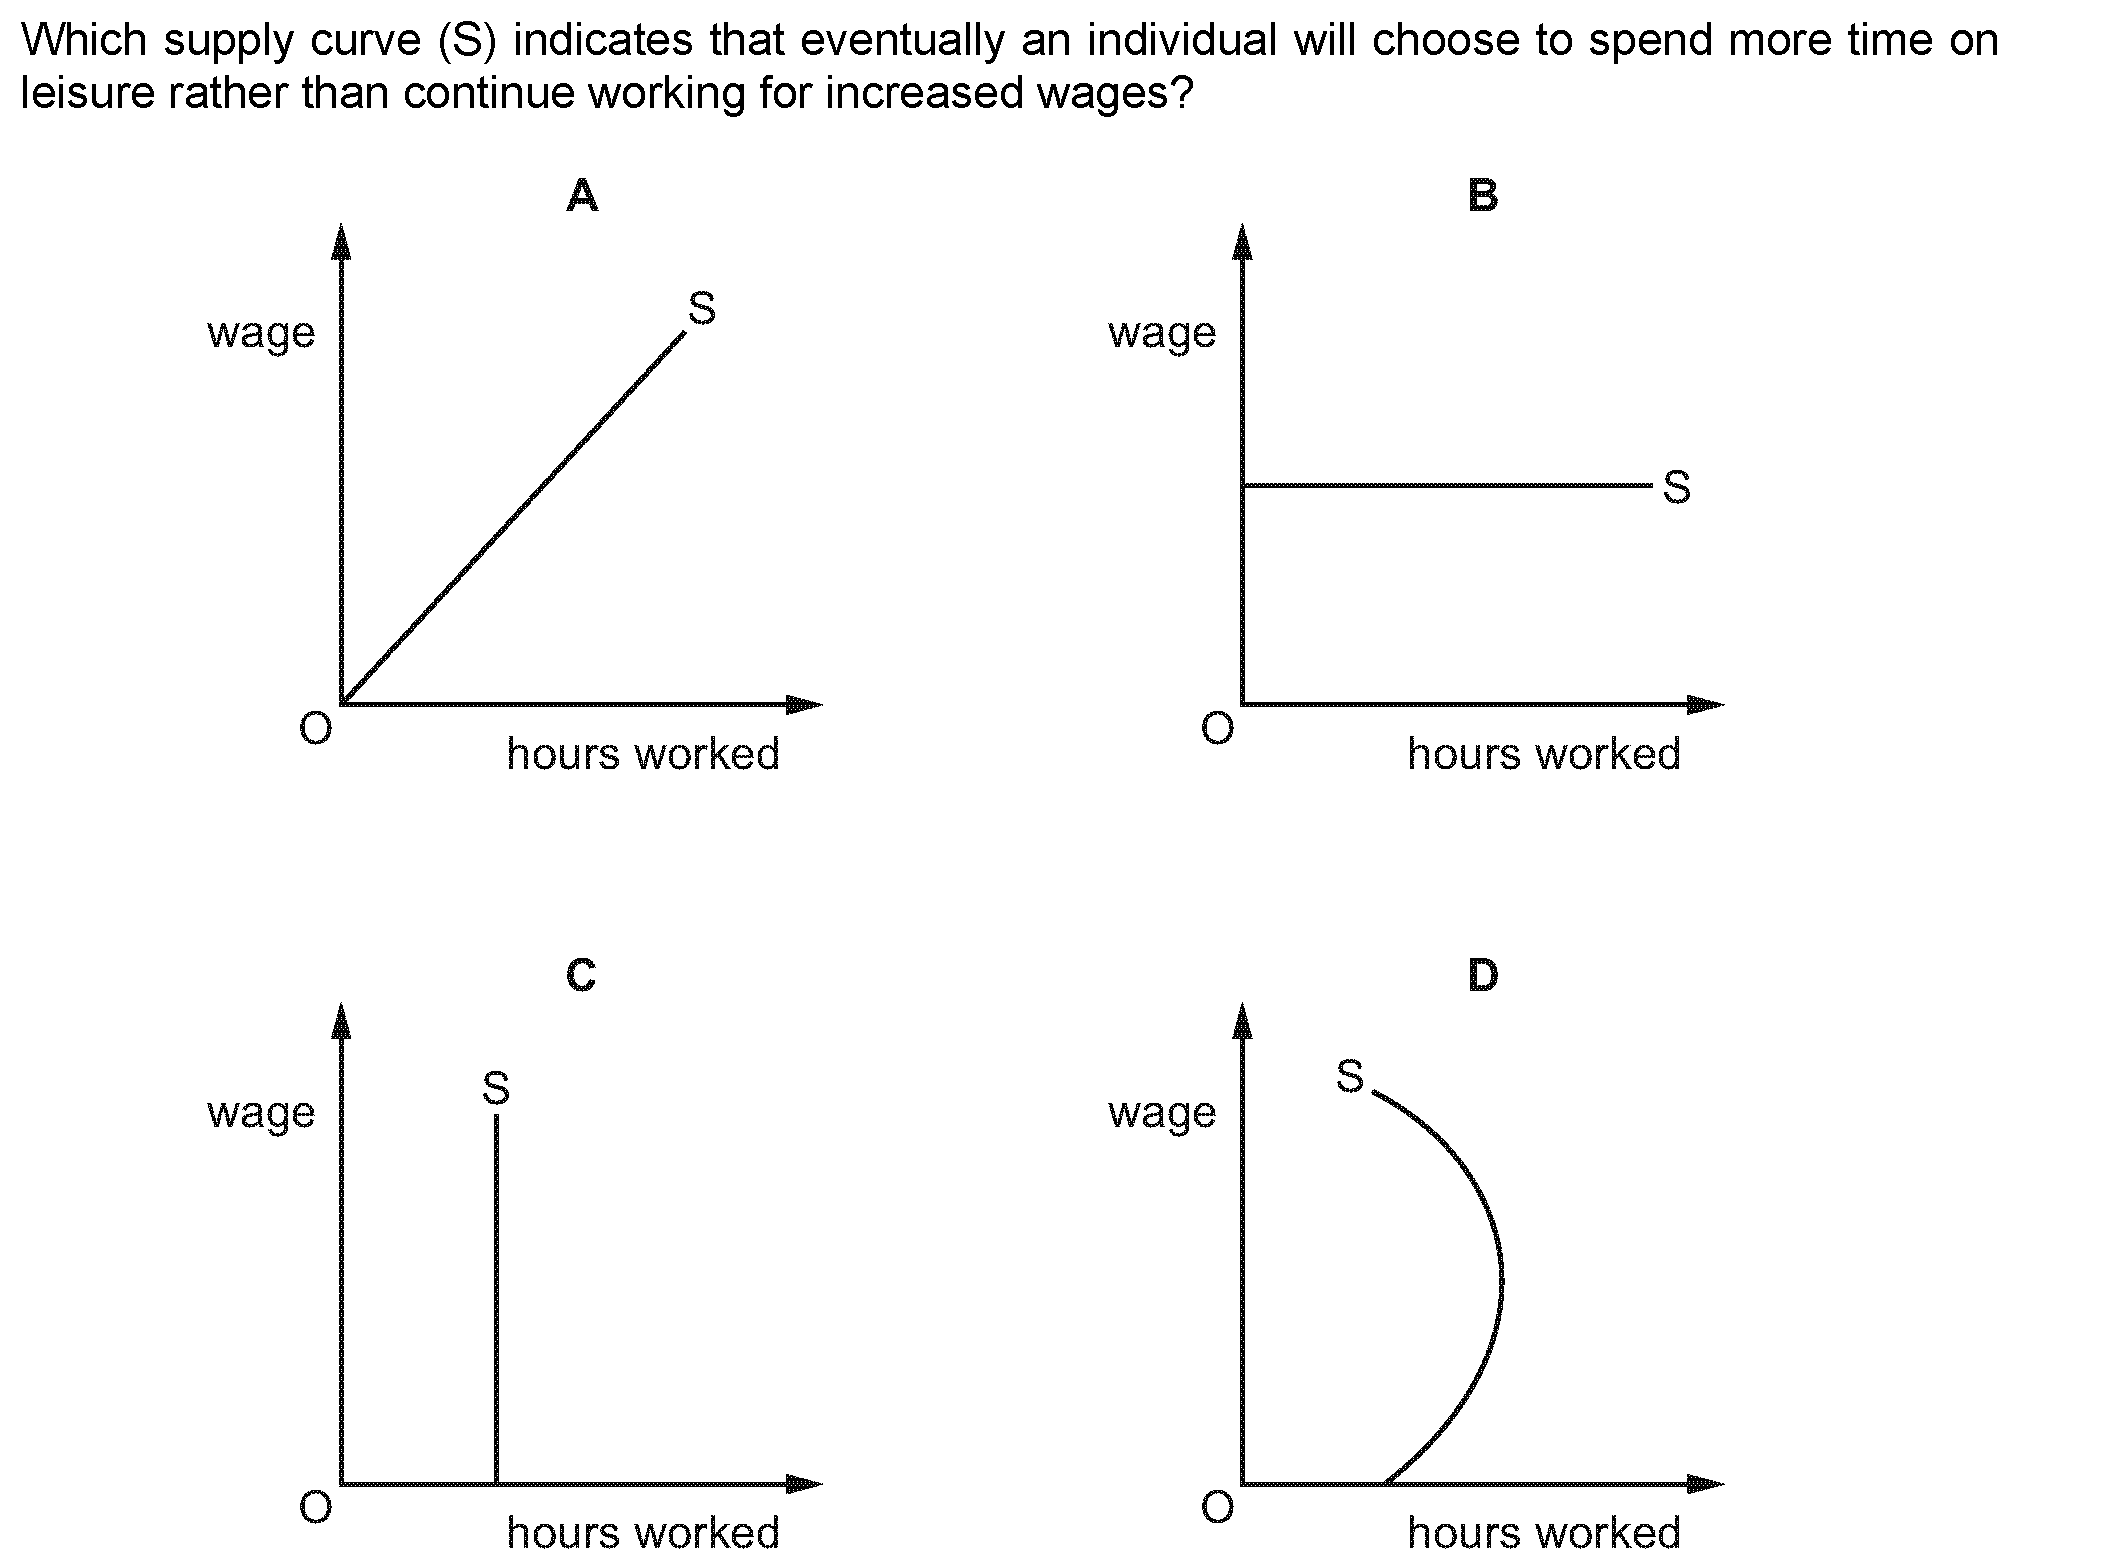 Which supply curve (S) indicates that eventually an individual will choose to spend more time on
leisure rather than continue working for increased wages?
A
wage
S
O
hours worked
B
wage
S
O
hours worked
C
wage
S
O
hours worked
D
wage
S
O
hours worked